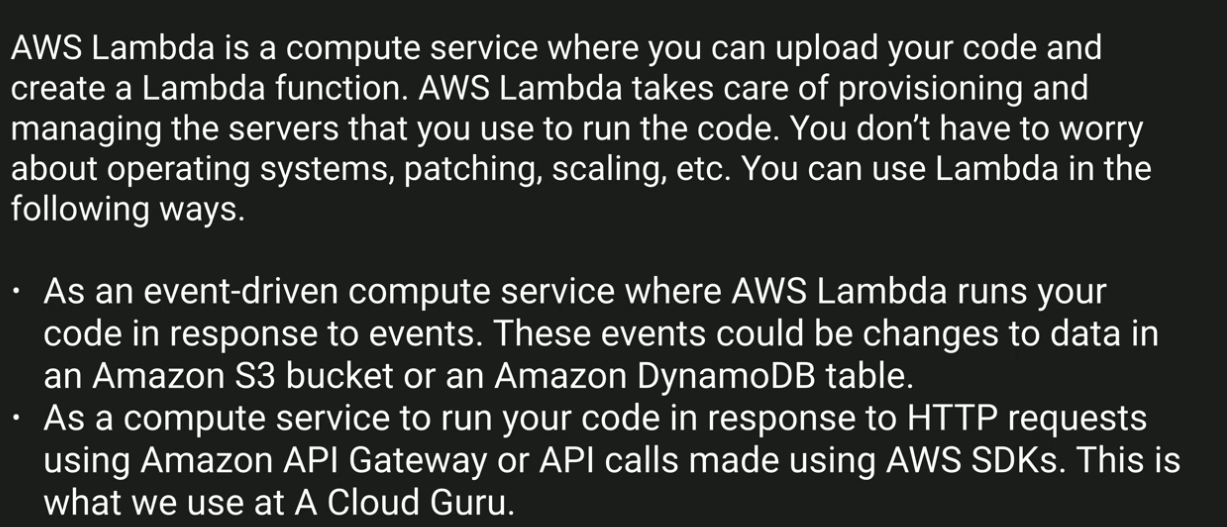 AWS Lambda is a compute service where you can upload your code and
create a Lambda function. AWS Lambda takes care of provisioning and
managing the servers that you use to run the code. You don’t have to worry
about operating systems, patching, scaling, etc. You can use Lambda in the
following ways.
• As an event-driven compute service where AWS Lambda runs your
code in response to events. These events could be changes to data in
an Amazon S3 bucket or an Amazon DynamoDB table.
• As a compute service to run your code in response to HTTP requests
using Amazon API Gateway or API calls made using AWS SDKs. This is
what we use at A Cloud Guru.